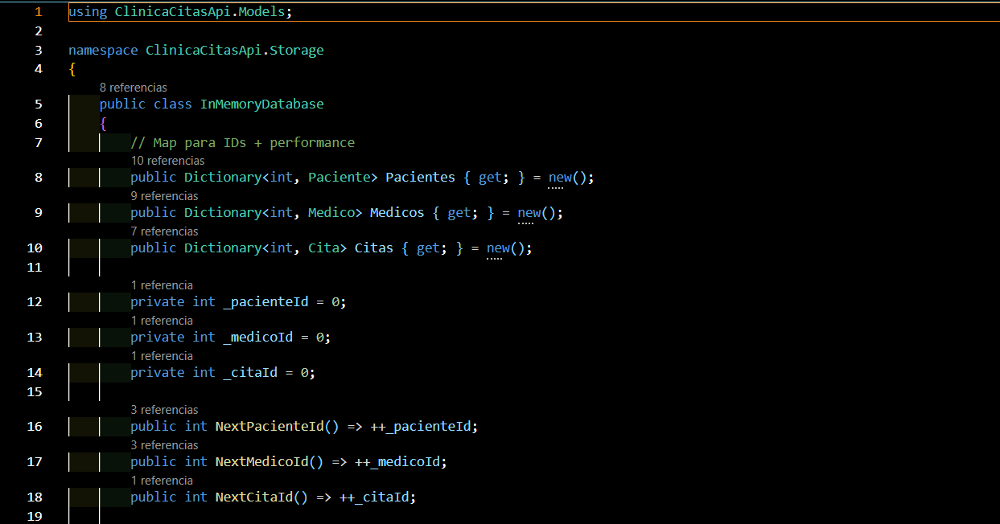 1 using ClinicaCitasApi.Models;
2
3 namespace ClinicaCitasApi.Storage
4 {
8 referencias
5 public class InMemoryDatabase
6 {
7 // Map para IDs + performance
10 referencias
8 public Dictionary<int, Paciente> Pacientes { get; } = new();
9 referencias
9 public Dictionary<int, Medico> Medicos { get; } = new();
7 referencias
10 public Dictionary<int, Cita> Citas { get; } = new();
11
1 referencia
12 private int _pacienteId = 0;
1 referencia
13 private int _medicoId = 0;
1 referencia
14 private int _citaId = 0;
15
3 referencias
16 public int NextPacienteId() => ++_pacienteId;
3 referencias
17 public int NextMedicoId() => ++_medicoId;
1 referencia
18 public int NextCitaId() => ++_citaId;
19